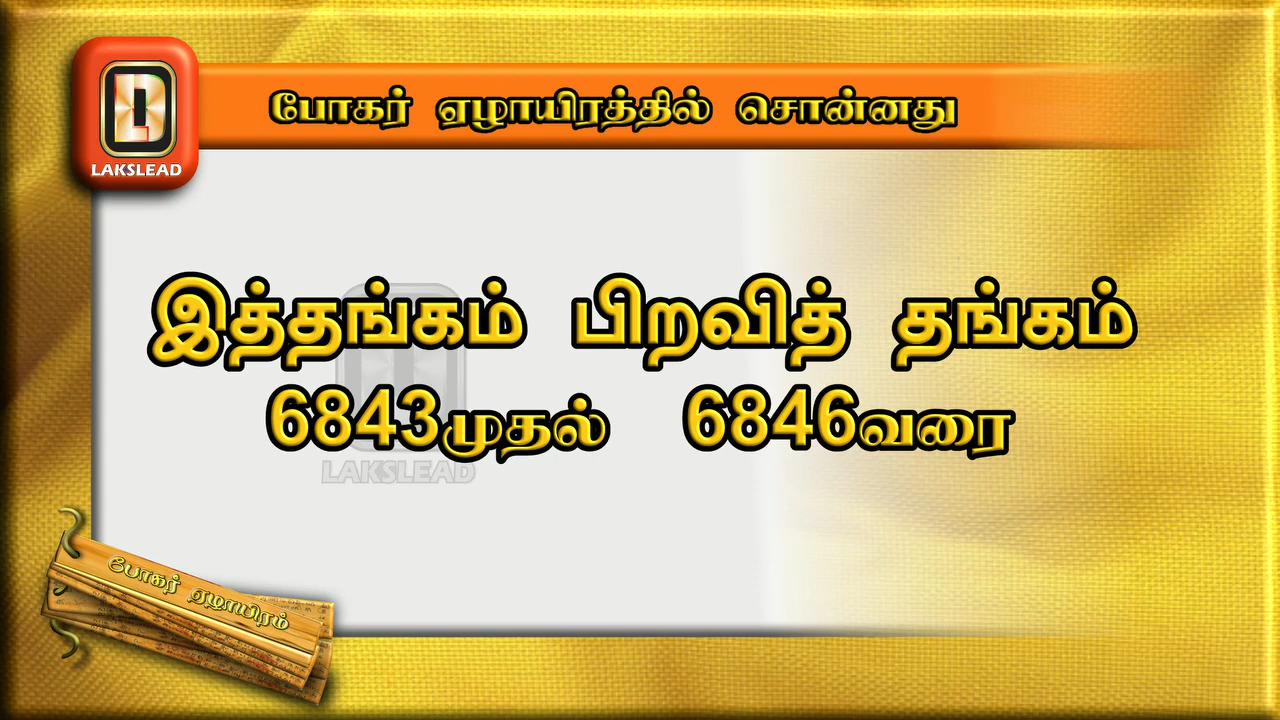 போகர் ஏழாயிரத்தில் சொன்னது
LAKSLEAD
இத்தங்கம் பிறவித் தங்கம்
6843முதல் 6846வரை
LAKSLEAD
போகர் ஏழாயிரம்